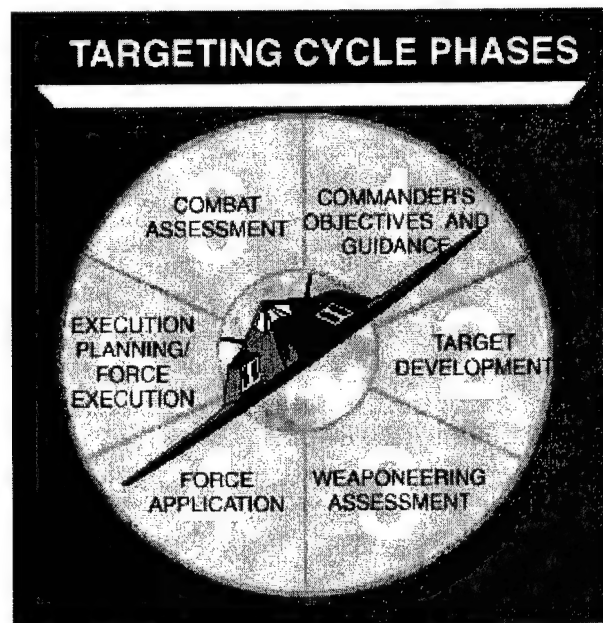 TARGETING CYCLE PHASES
COMMANDER'S
OBJECTIVES AND
GUIDANCE
TARGET
DEVELOPMENT
WEAPONEERING
ASSESSMENT
FORCE
APPLICATION
EXECUTION
PLANNING/
FORCE
EXECUTION
COMBAT
ASSESSMENT